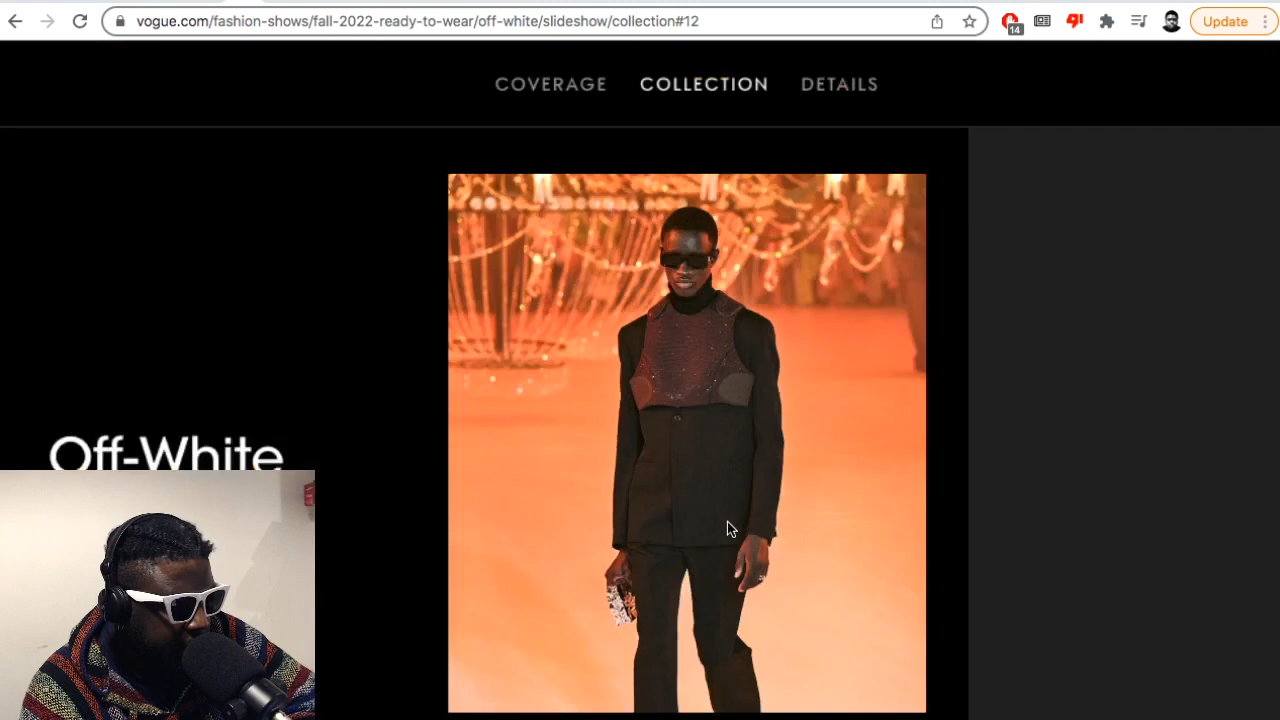 vogue.com/fashion-shows/fall-2022-ready-to-wear/off-white/slideshow/collection#12
14
Update
COVERAGE COLLECTION DETAILS
Off-White